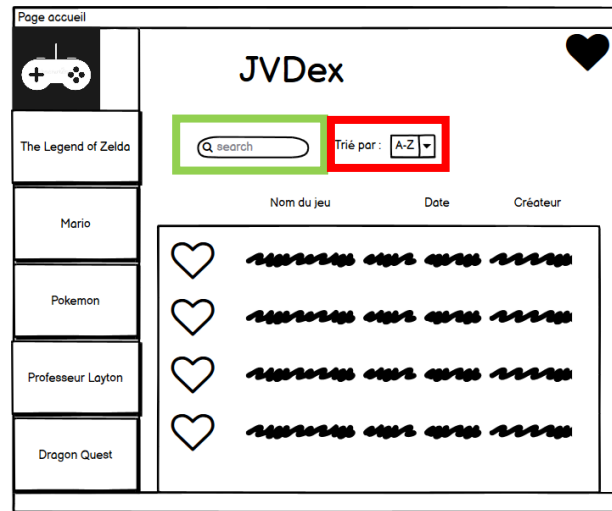 Page accueil
JVDex
search
Trié par : A-Z
Nom du jeu Date Créateur
The Legend of Zelda
Mario
Pokemon
Professeur Layton
Dragon Quest